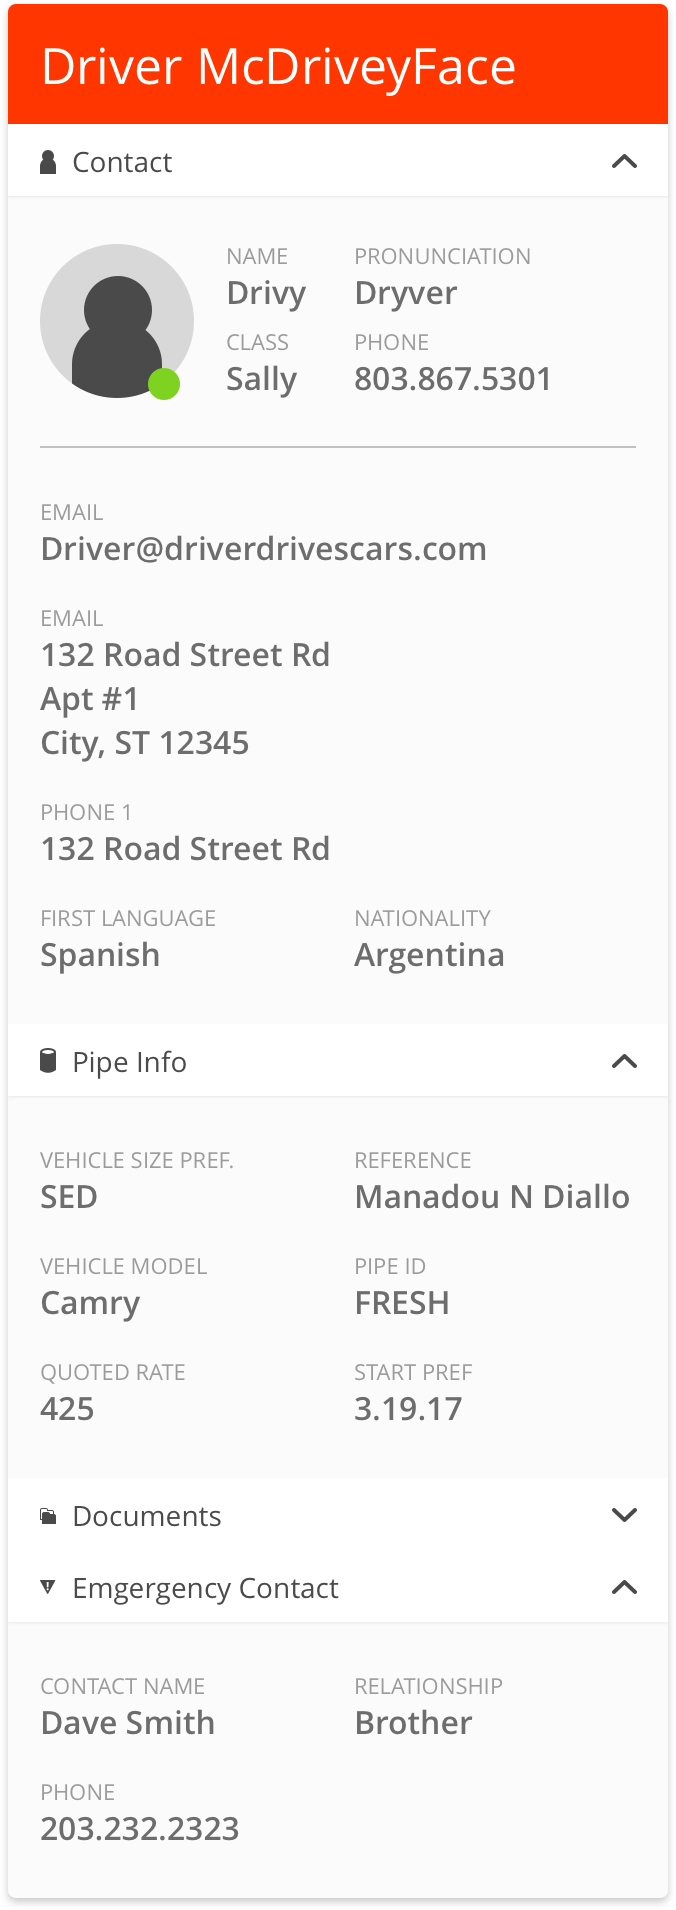 Driver McDriveyFace
Contact
NAME PRONUNCIATION
Drivy Dryver
CLASS PHONE
Sally 803.867.5301
EMAIL
Driver@driverdrivescars.com
EMAIL
132 Road Street Rd
Apt #1
City, ST 12345
PHONE 1
132 Road Street Rd
FIRST LANGUAGE NATIONALITY
Spanish Argentina
Pipe Info
VEHICLE SIZE PREF. REFERENCE
SED Manadou N Diallo
VEHICLE MODEL PIPE ID
Camry FRESH
QUOTED RATE START PREF
425 3.19.17
Documents
Emgergency Contact
CONTACT NAME RELATIONSHIP
Dave Smith Brother
PHONE
203.232.2323